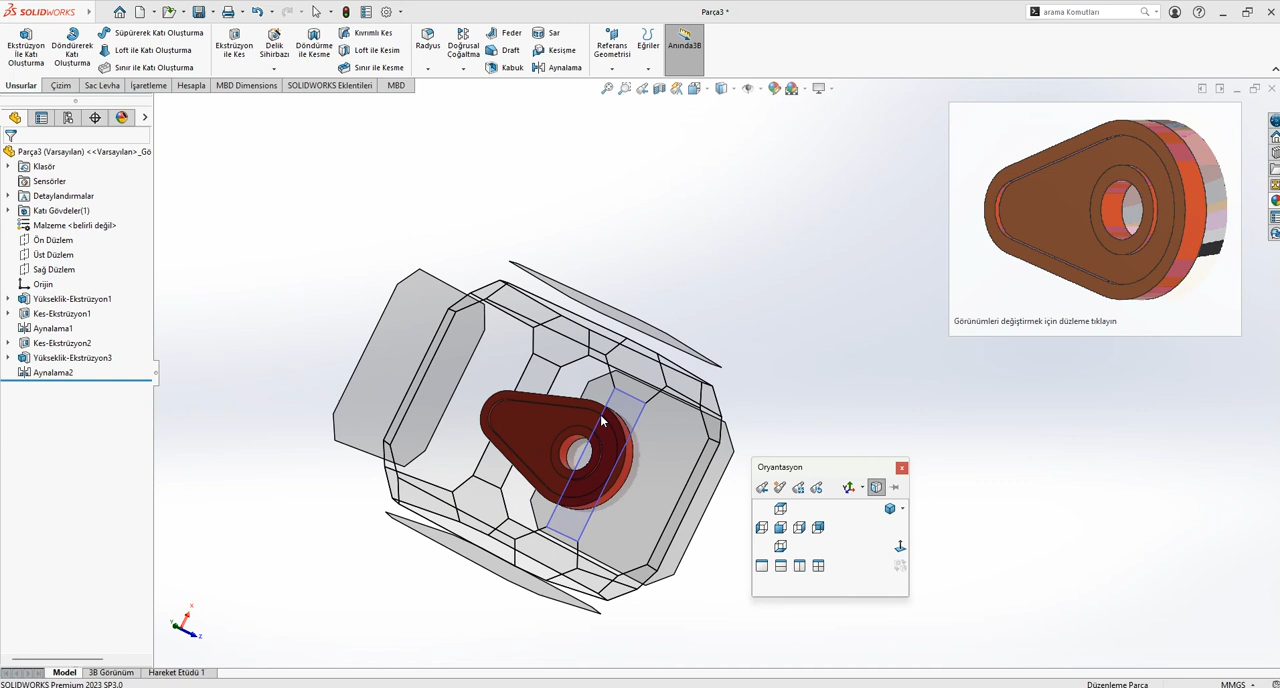 SOLIDWORKS
Parça3 *
arama Komutları
Ekstrüzyon İle Katı Oluşturma
Döndürerek Katı Oluşturma
Süpürerek Katı Oluşturma
Loft ile Katı Oluşturma
Sınır ile Katı Oluşturma
Ekstrüzyon ile Kes
Delik Sihirbazı
Döndürme ile Kesme
Kıvrımlı Kes
Loft ile Kesim
Sınır ile Kesme
Radyus
Doğrusal Çoğaltma
Feder
Draft
Kabuk
Sar
Kesişme
Aynalama
Referans Geometrisi
Eğriler
Anında3B
Unsurlar
Çizim
Sac Levha
İşaretleme
Hesapla
MBD Dimensions
SOLIDWORKS Eklentileri
MBD
Parça3 (Varsayılan) <<Varsayılan>_Gö
Klasör
Sensörler
Detaylandırmalar
Katı Gövdeler(1)
Malzeme <belirli değil>
Ön Düzlem
Üst Düzlem
Sağ Düzlem
Orijin
Yükseklik-Ekstrüzyon1
Kes-Ekstrüzyon1
Aynalama1
Kes-Ekstrüzyon2
Yükseklik-Ekstrüzyon3
Aynalama2
Görünümleri değiştirmek için düzleme tıklayın
Oryantasyon
X
Y
Z
Model
3B Görünüm
Hareket Etüdü 1
SOLIDWORKS Premium 2023 SP3.0
Düzenleme Parça
MMGS